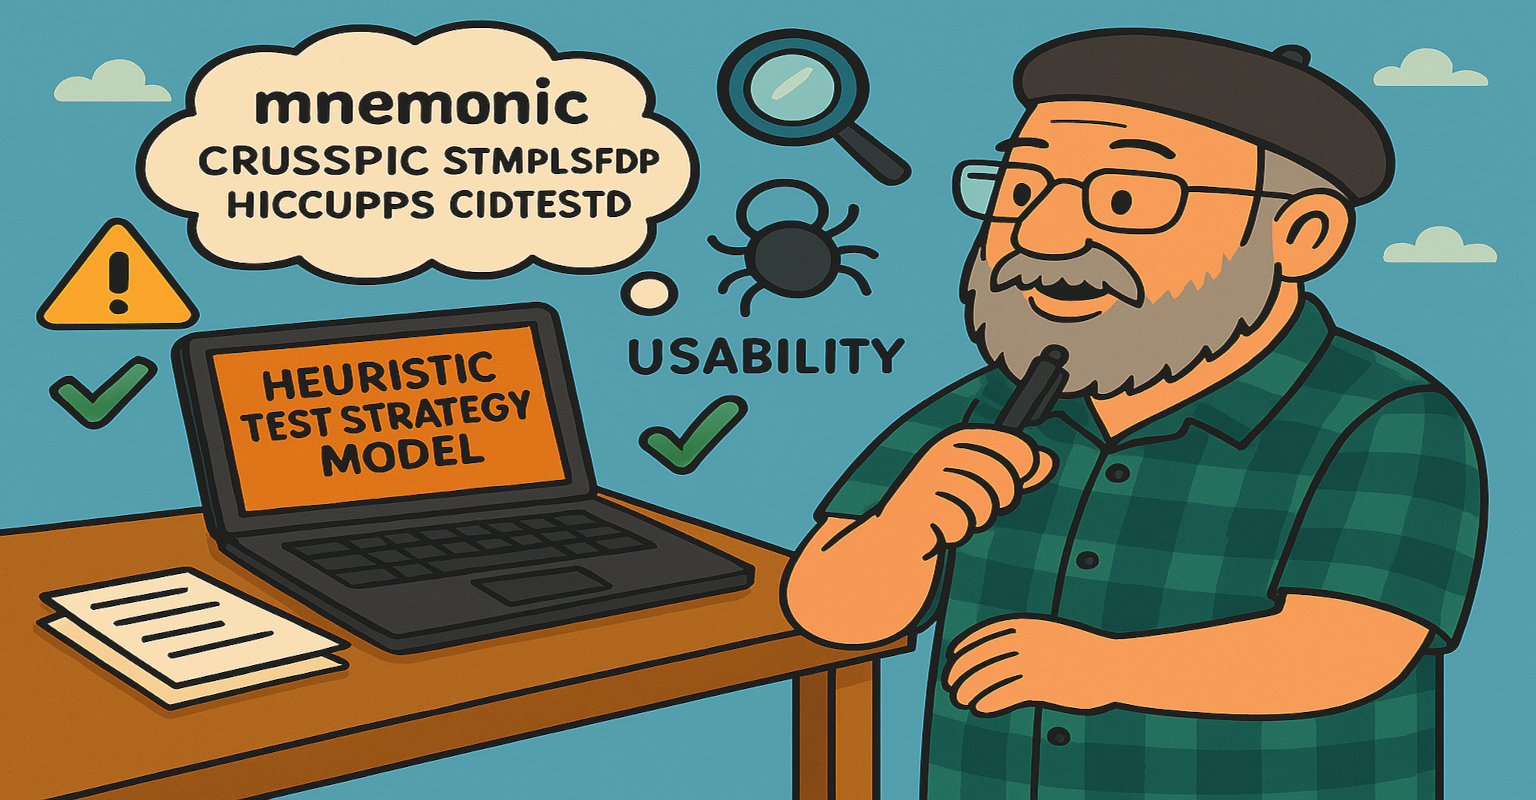 mnemonic
CRUSSPIC STMPLSFDP
HICCUPPS CIDTESTD
HEURISTIC
TEST STRATEGY
MODEL
USABILITY